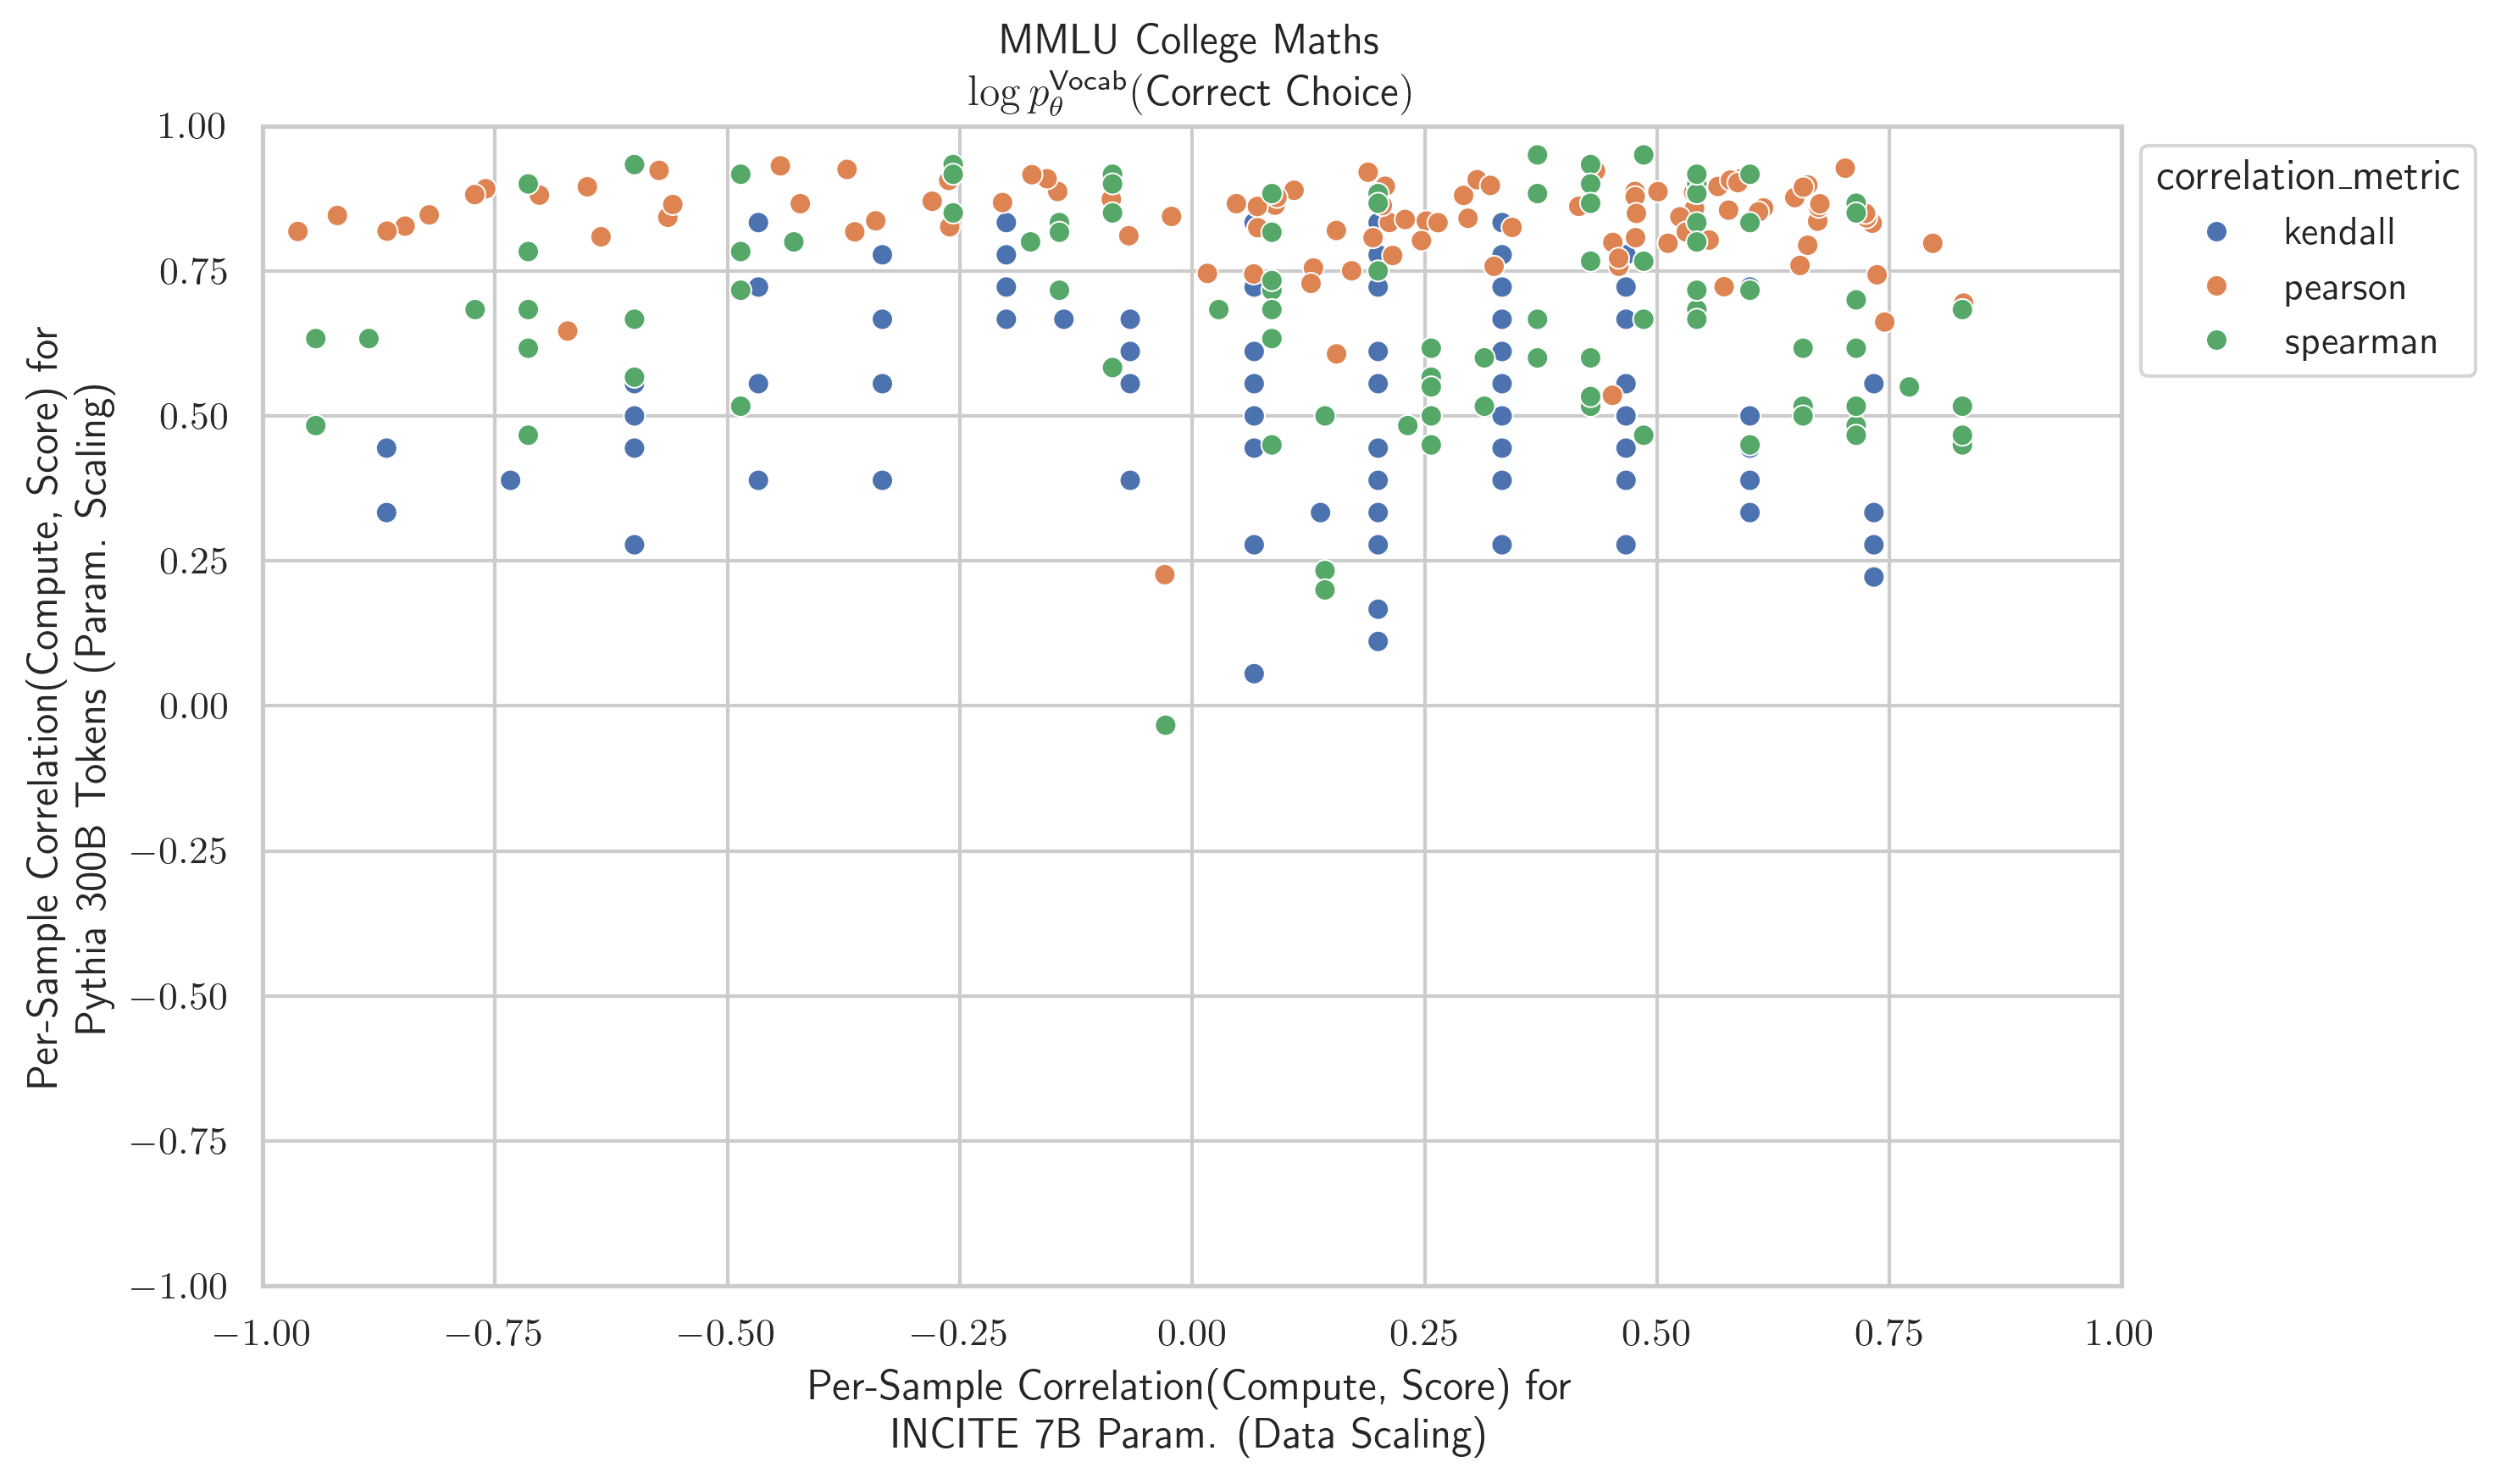 MMLU College Maths
log p_θ^Vocab(Correct Choice)
1.00
0.75
0.50
0.25
0.00
−0.25
−0.50
−0.75
−1.00
Per-Sample Correlation(Compute, Score) for
Pythia 300B Tokens (Param. Scaling)
correlation_metric
kendall
pearson
spearman
−1.00 −0.75 −0.50 −0.25 0.00 0.25 0.50 0.75 1.00
Per-Sample Correlation(Compute, Score) for
INCITE 7B Param. (Data Scaling)